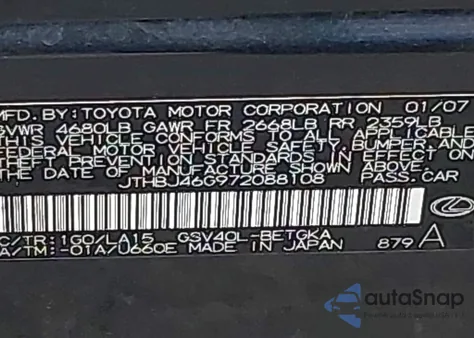 MFD. BY: TOYOTA MOTOR CORPORATION 01/07
GVWR 4680LB GAWR FR 2668LB RR 2359LB
THIS VEHICLE CONFORMS TO ALL APPLICABLE
FEDERAL MOTOR VEHICLE SAFETY, BUMPER, AND
THEFT PREVENTION STANDARDS IN EFFECT ON
THE DATE OF MANUFACTURE SHOWN ABOVE.
JTHBJ46G972088108 PASS. CAR
C/TR: 1G0/LA15 GSV40L-BETGKA
A/TM: -01A/U660E MADE IN JAPAN 879 A
autoSnap